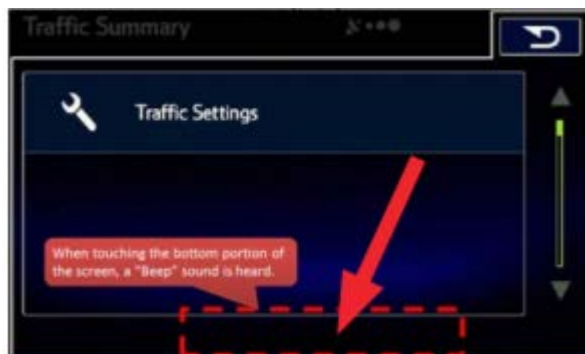 Traffic Summary
Traffic Settings
When touching the bottom portion of
the screen, a "Beep" sound is heard.